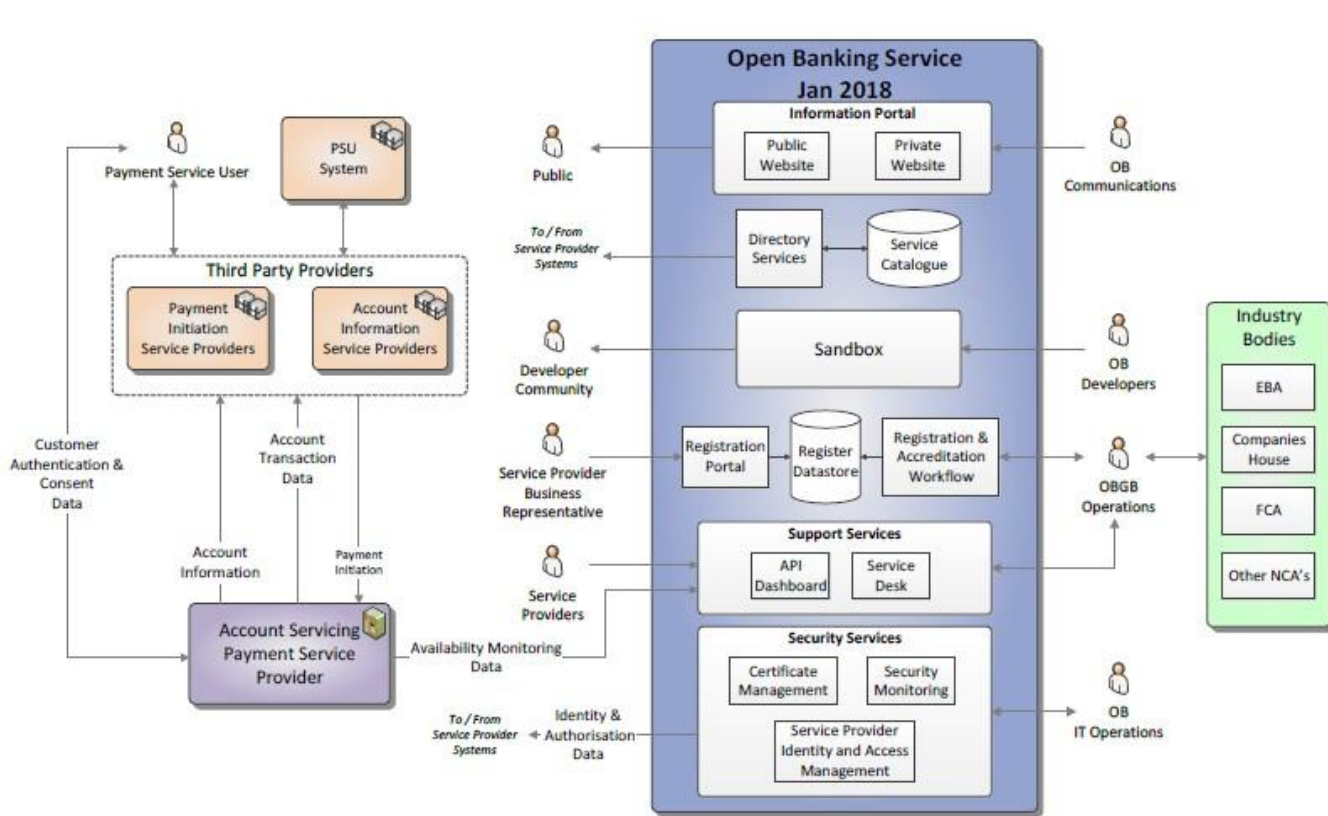 Open Banking Service
Jan 2018
Information Portal
Public
Website
Private
Website
Payment Service User
PSU
System
Public
OB
Communications
To / From
Service Provider
Systems
Directory
Services
Service
Catalogue
Third Party Providers
Payment
Initiation
Service Providers
Account
Information
Service Providers
Developer
Community
Sandbox
OB
Developers
Industry
Bodies
EBA
Companies
House
FCA
Other NCA's
Customer
Authentication &
Consent
Data
Account
Transaction
Data
Service Provider
Business
Representative
Registration
Portal
Register
Datastore
Registration &
Accreditation
Workflow
OBGB
Operations
Account
Information
Payment
Initiation
Service
Providers
Support Services
API
Dashboard
Service
Desk
Account Servicing
Payment Service
Provider
Availability Monitoring
Data
Security Services
Certificate
Management
Security
Monitoring
Service Provider
Identity and Access
Management
To / From
Service Provider
Systems
Identity &
Authorisation
Data
OB
IT Operations